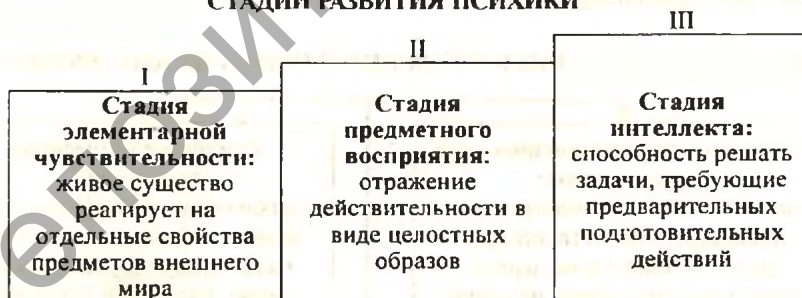 СТАДИИ РАЗВИТИЯ ПСИХИКИ
I
Стадия
элементарной
чувствительности:
живое существо
реагирует на
отдельные свойства
предметов внешнего
мира
II
Стадия
предметного
восприятия:
отражение
действительности в
виде целостных
образов
III
Стадия
интеллекта:
способность решать
задачи, требующие
предварительных
подготовительных
действий